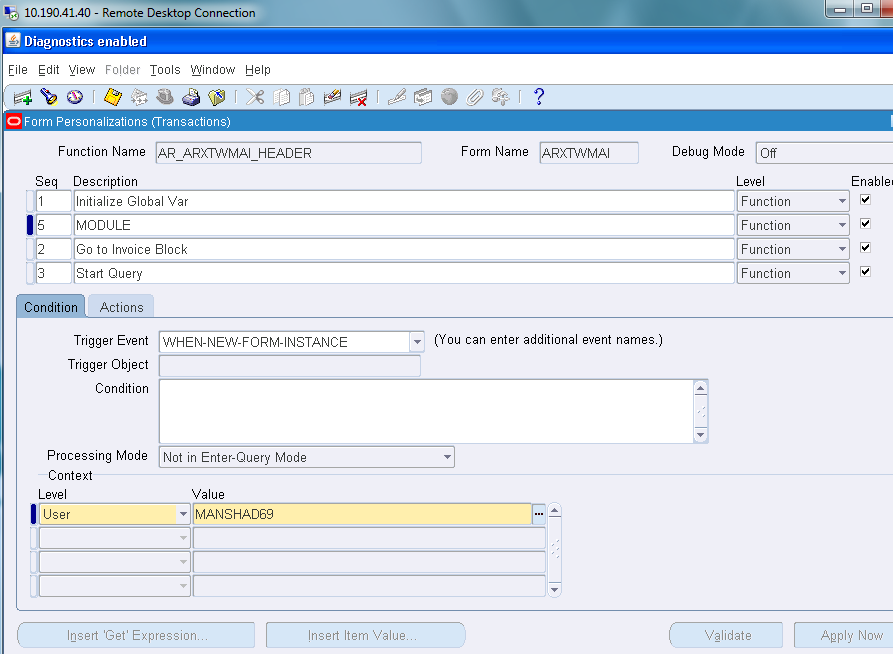 10.190.41.40 - Remote Desktop Connection
Diagnostics enabled
File Edit View Folder Tools Window Help
Form Personalizations (Transactions)
Function Name AR_ARXTWMAI_HEADER Form Name ARXTWMAI Debug Mode Off
Seq Description Level Enabled
1 Initialize Global Var Function
5 MODULE Function
2 Go to Invoice Block Function
3 Start Query Function
Condition Actions
Trigger Event WHEN-NEW-FORM-INSTANCE (You can enter additional event names.)
Trigger Object
Condition
Processing Mode Not in Enter-Query Mode
Context
Level Value
User MANSHAD69 ...
Insert 'Get' Expression... Insert Item Value... Validate Apply Now